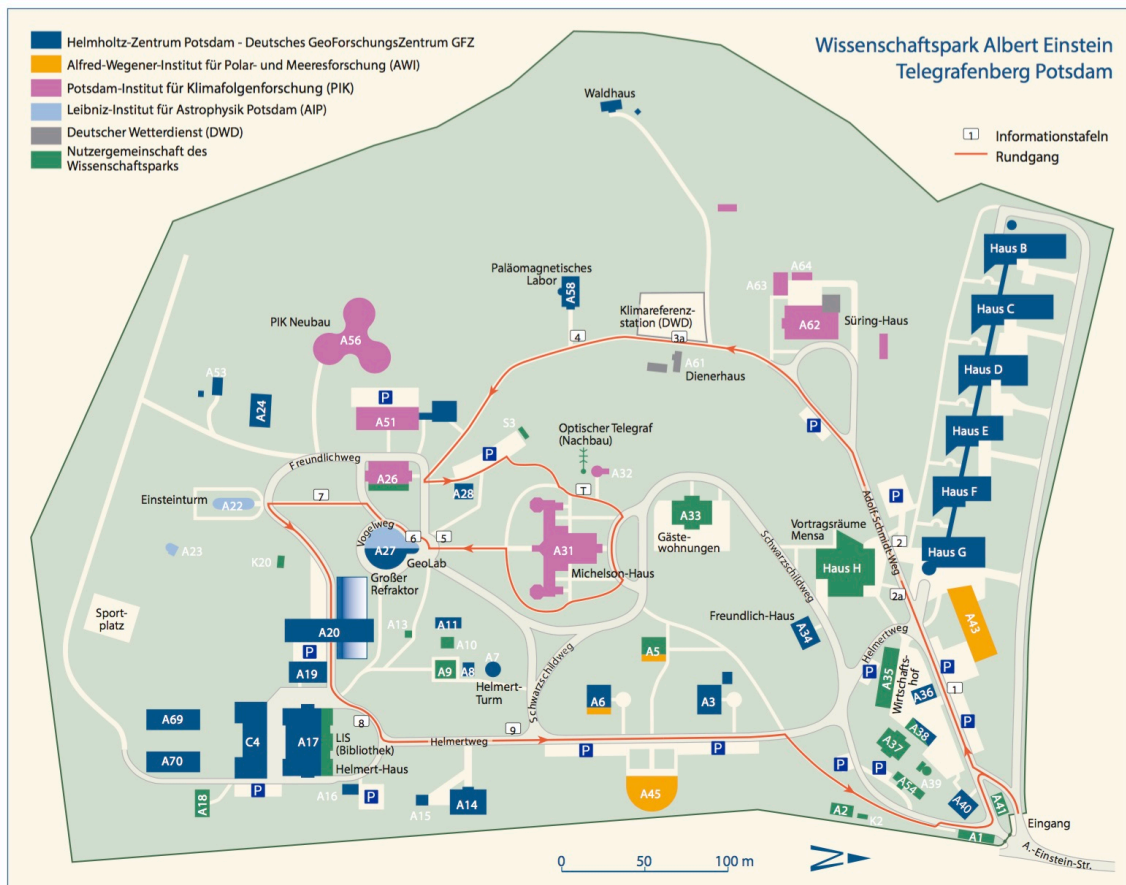 Helmholtz-Zentrum Potsdam - Deutsches GeoForschungsZentrum GFZ
Alfred-Wegener-Institut für Polar- und Meeresforschung (AWI)
Potsdam-Institut für Klimafolgenforschung (PIK)
Leibniz-Institut für Astrophysik Potsdam (AIP)
Deutscher Wetterdienst (DWD)
Nutzergemeinschaft des
Wissenschaftsparks
Wissenschaftspark Albert Einstein
Telegrafenberg Potsdam
1 Informationstafeln
Rundgang
Waldhaus
Haus B
Paläomagnetisches
Labor
A58
A64
A63
Klimareferenz-
station (DWD)
Haus C
A62
Süring-Haus
PIK Neubau
A56
4
3a
A61
Dienerhaus
Haus D
A53
A24
P
A51
S3
Optischer Telegraf
(Nachbau)
P
Haus E
Freundlichweg
P
A26
A32
A28
T
Haus F
P
Adolf-Schmidt-Weg
Einsteinturm
A22
7
A33
Gäste-
wohnungen
Schwarzschildweg
Vortragsräume
Mensa
Haus H
2
Haus G
A23
K20
Vogelweg
6
5
A27
GeoLab
Großer
Refraktor
A31
Michelson-Haus
2a
Sport-
platz
A20
A13
A11
A10
Freundlich-Haus
A34
Helmertweg
A43
P
A19
A9
A8
A7
Helmert-
Turm
Schwarzschildweg
A5
P
A35
Wirtschafts-
hof
P
A36
1
A6
A3
A69
C4
A17
8
LIS
(Bibliothek)
9
Helmertweg
P
P
P
A38
A37
A70
Helmert-Haus
P
P
A39
A54
A18
P
A16
P
A15
A14
A45
A2
K2
A40
A41
A1
Eingang
A.-Einstein-Str.
0 50 100 m
N